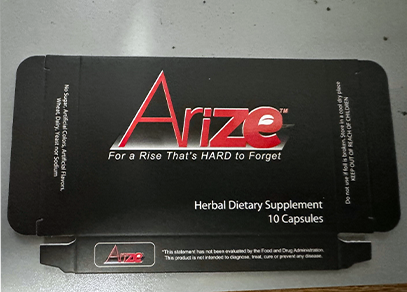 No Sugar, Artificial Colors, Artificial Flavors,
Wheat, Dairy, Yeast nor Sodium
Arize™
For a Rise That's HARD to Forget
Herbal Dietary Supplement
10 Capsules
Do not use if foil is broken. Store in a cool dry place
KEEP OUT OF REACH OF CHILDREN
Arize
*This statement has not been evaluated by the Food and Drug Administration.
This product is not intended to diagnose, treat, cure or prevent any disease.